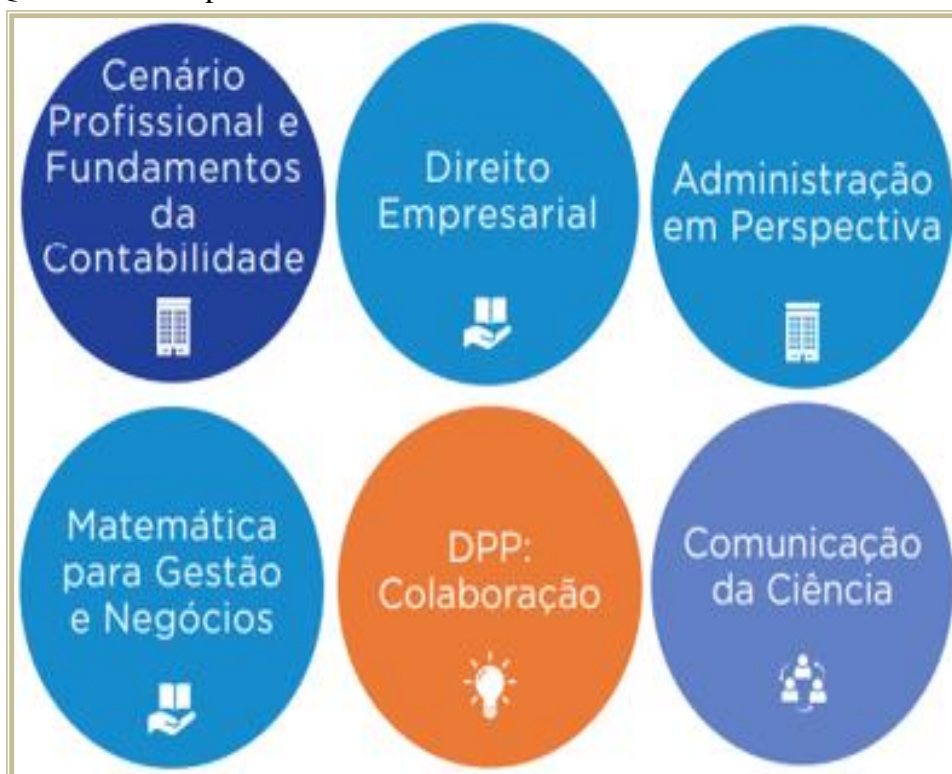 Cenário
Profissional e
Fundamentos
da
Contabilidade
Direito
Empresarial
Administração
em Perspectiva
Matemática
para Gestão
e Negócios
DPP:
Colaboração
Comunicação
da Ciência